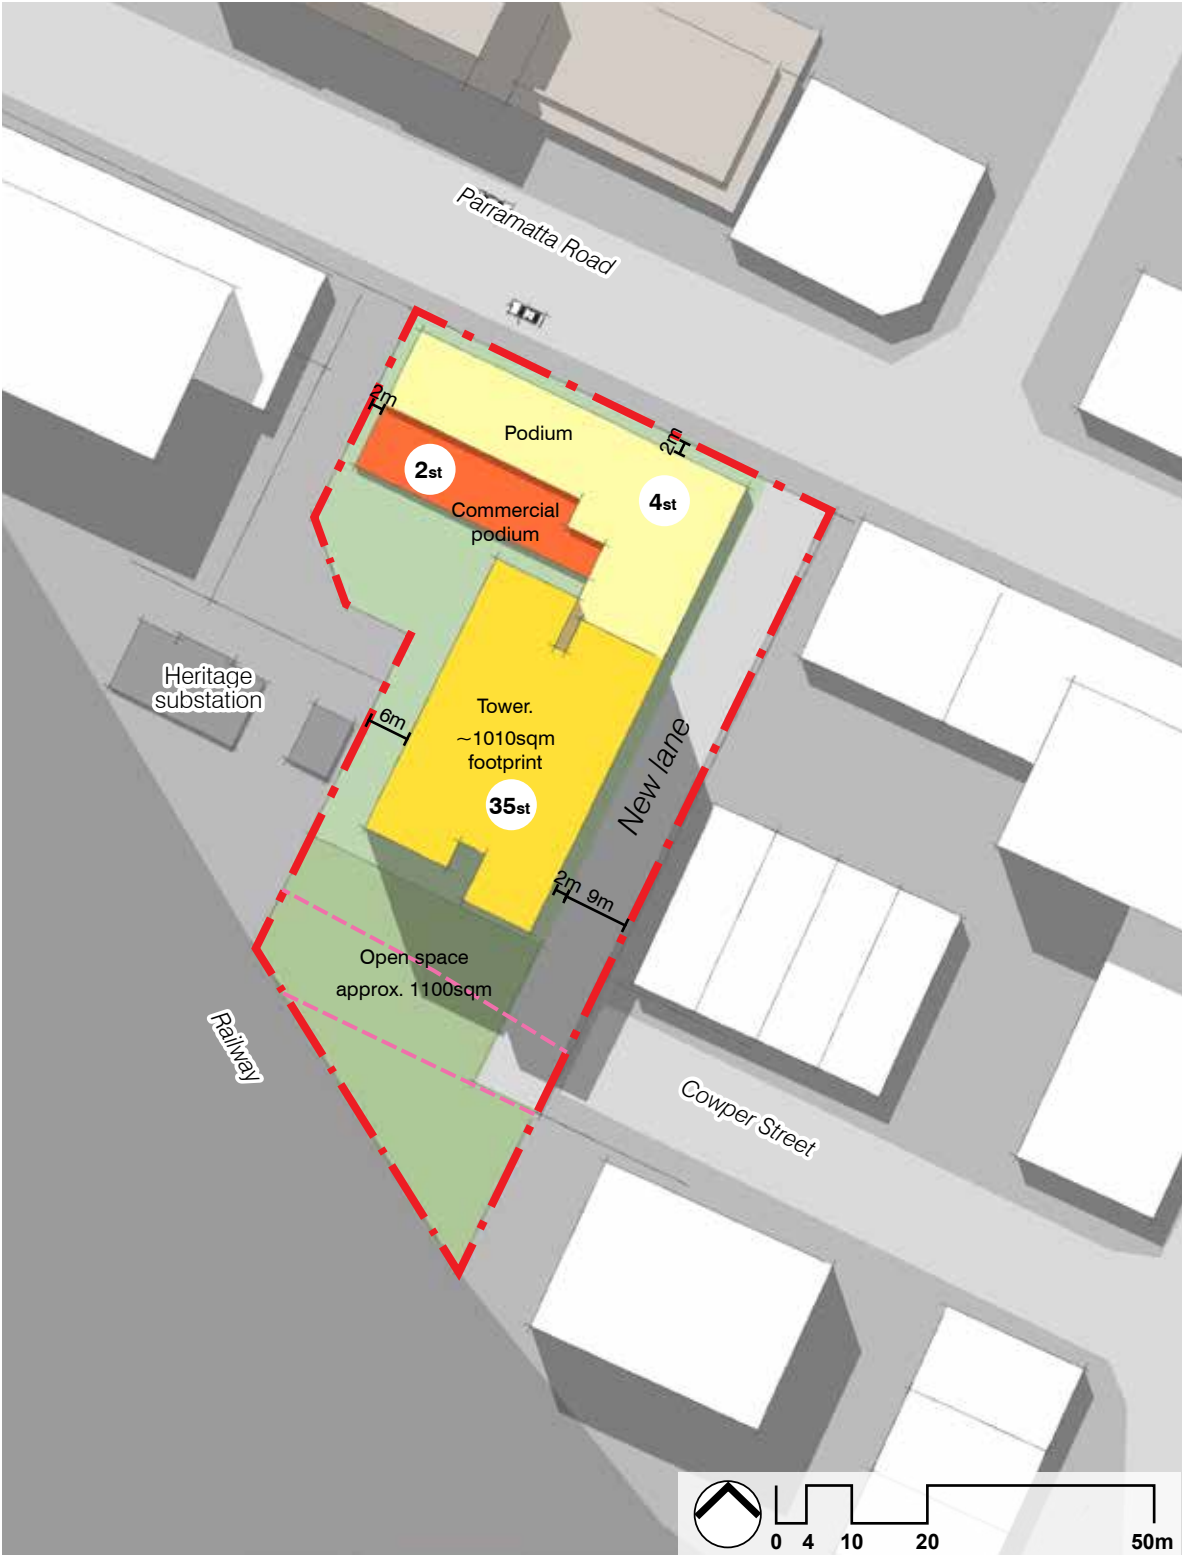 Parramatta Road
2m
Podium
2m
2st
4st
Commercial
podium
Heritage
substation
6m
Tower.
~1010sqm
footprint
35st
New lane
2m 9m
Open space
approx. 1100sqm
Railway
Cowper Street
0 4 10 20 50m